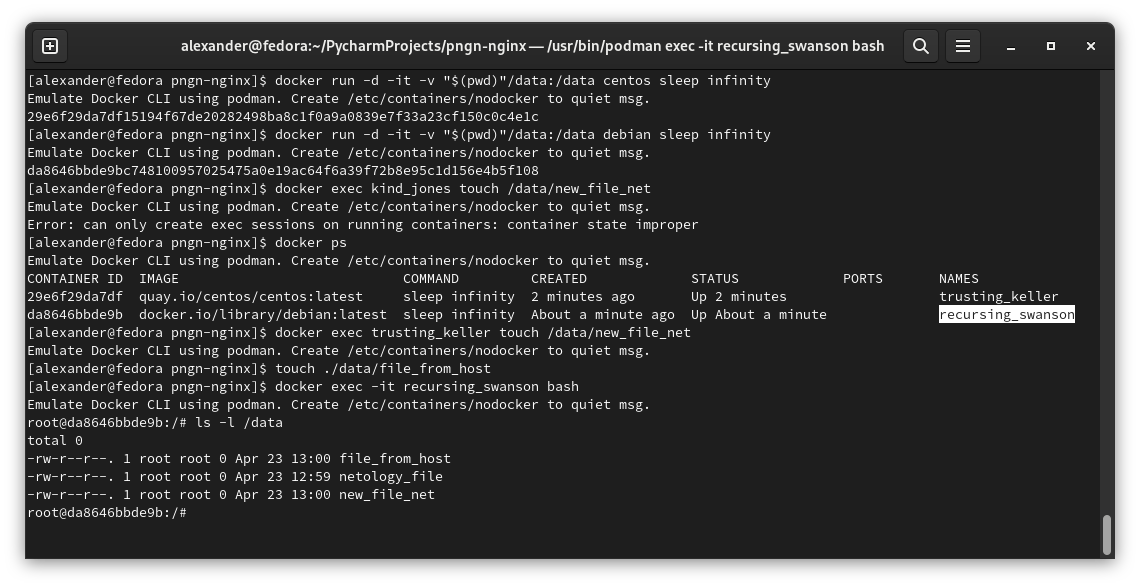 alexander@fedora:~/PycharmProjects/pngn-nginx — /usr/bin/podman exec -it recursing_swanson bash
[alexander@fedora pngn-nginx]$ docker run -d -it -v "$(pwd)"/data:/data centos sleep infinity
Emulate Docker CLI using podman. Create /etc/containers/nodocker to quiet msg.
29e6f29da7df15194f67de20282498ba8c1f0a9a0839e7f33a23cf150c0c4e1c
[alexander@fedora pngn-nginx]$ docker run -d -it -v "$(pwd)"/data:/data debian sleep infinity
Emulate Docker CLI using podman. Create /etc/containers/nodocker to quiet msg.
da8646bbde9bc748100957025475a0e19ac64f6a39f72b8e95c1d156e4b5f108
[alexander@fedora pngn-nginx]$ docker exec kind_jones touch /data/new_file_net
Emulate Docker CLI using podman. Create /etc/containers/nodocker to quiet msg.
Error: can only create exec sessions on running containers: container state improper
[alexander@fedora pngn-nginx]$ docker ps
Emulate Docker CLI using podman. Create /etc/containers/nodocker to quiet msg.
CONTAINER ID  IMAGE                            COMMAND         CREATED             STATUS             PORTS       NAMES
29e6f29da7df  quay.io/centos/centos:latest     sleep infinity  2 minutes ago       Up 2 minutes                   trusting_keller
da8646bbde9b  docker.io/library/debian:latest  sleep infinity  About a minute ago  Up About a minute              recursing_swanson
[alexander@fedora pngn-nginx]$ docker exec trusting_keller touch /data/new_file_net
Emulate Docker CLI using podman. Create /etc/containers/nodocker to quiet msg.
[alexander@fedora pngn-nginx]$ touch ./data/file_from_host
[alexander@fedora pngn-nginx]$ docker exec -it recursing_swanson bash
Emulate Docker CLI using podman. Create /etc/containers/nodocker to quiet msg.
root@da8646bbde9b:/# ls -l /data
total 0
-rw-r--r--. 1 root root 0 Apr 23 13:00 file_from_host
-rw-r--r--. 1 root root 0 Apr 23 12:59 netology_file
-rw-r--r--. 1 root root 0 Apr 23 13:00 new_file_net
root@da8646bbde9b:/#